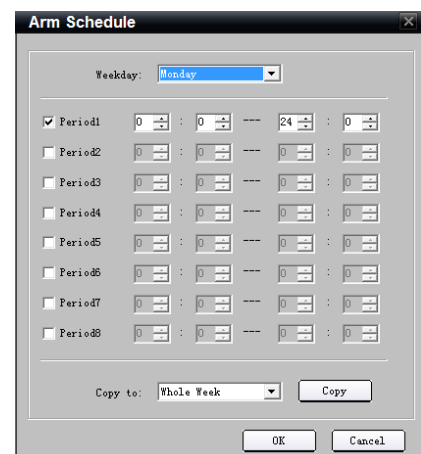 Arm Schedule
Weekday: Monday
Period1 0 : 0 --- 24 : 0
Period2 0 : 0 --- 0 : 0
Period3 0 : 0 --- 0 : 0
Period4 0 : 0 --- 0 : 0
Period5 0 : 0 --- 0 : 0
Period6 0 : 0 --- 0 : 0
Period7 0 : 0 --- 0 : 0
Period8 0 : 0 --- 0 : 0
Copy to: Whole Week Copy
OK Cancel